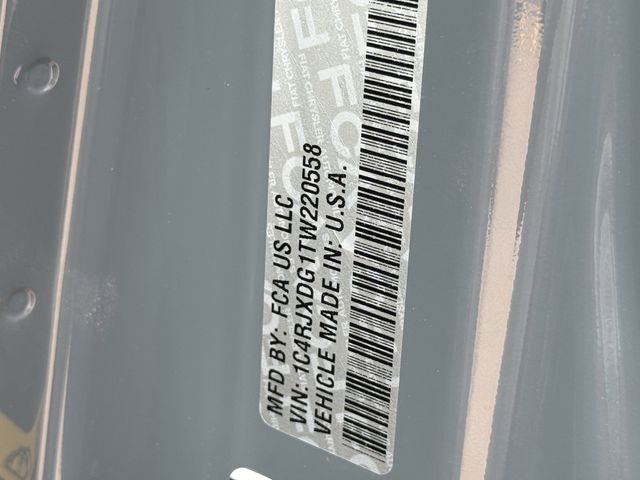 MFD BY: FCA US LLC
VIN: 1C4RJXDG1TW220558
VEHICLE MADE IN: U.S.A.